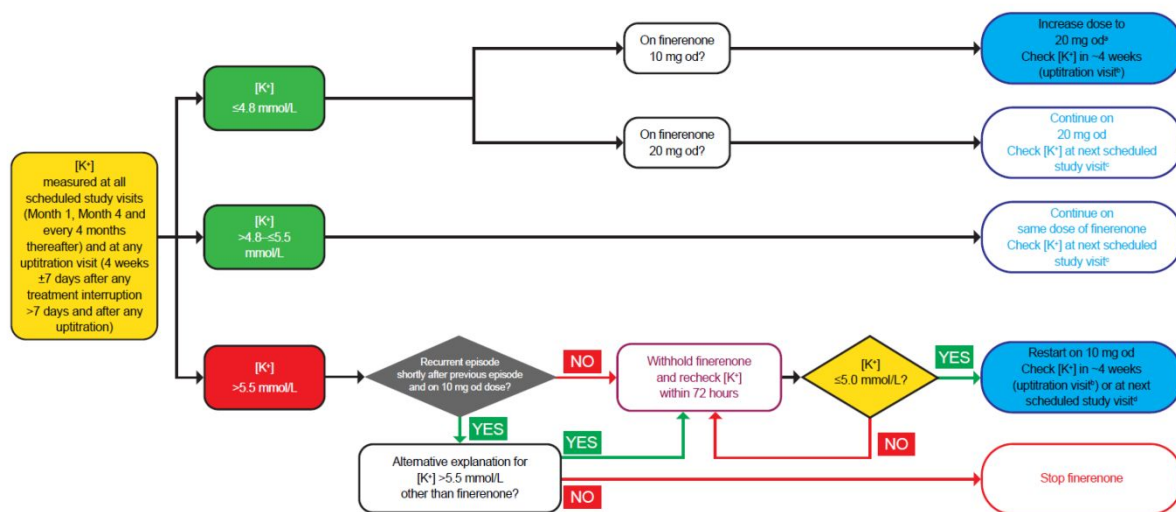 [K⁺]
measured at all
scheduled study visits
(Month 1, Month 4 and
every 4 months
thereafter) and at any
uptitration visit (4 weeks
±7 days after any
treatment interruption
>7 days and after any
uptitration)
[K⁺]
≤4.8 mmol/L
On finerenone
10 mg od?
Increase dose to
20 mg odᵃ
Check [K⁺] in ~4 weeks
(uptitration visitᵇ)
On finerenone
20 mg od?
Continue on
20 mg od
Check [K⁺] at next scheduled
study visitᶜ
[K⁺]
>4.8–≤5.5
mmol/L
Continue on
same dose of finerenone
Check [K⁺] at next scheduled
study visitᶜ
[K⁺]
>5.5 mmol/L
Recurrent episode
shortly after previous episode
and on 10 mg od dose?
NO
Withhold finerenone
and recheck [K⁺]
within 72 hours
[K⁺]
≤5.0 mmol/L?
YES
Restart on 10 mg od
Check [K⁺] in ~4 weeks
(uptitration visitᵇ) or at next
scheduled study visitᵈ
YES
NO
Alternative explanation for
[K⁺] >5.5 mmol/L
other than finerenone?
YES
NO
Stop finerenone